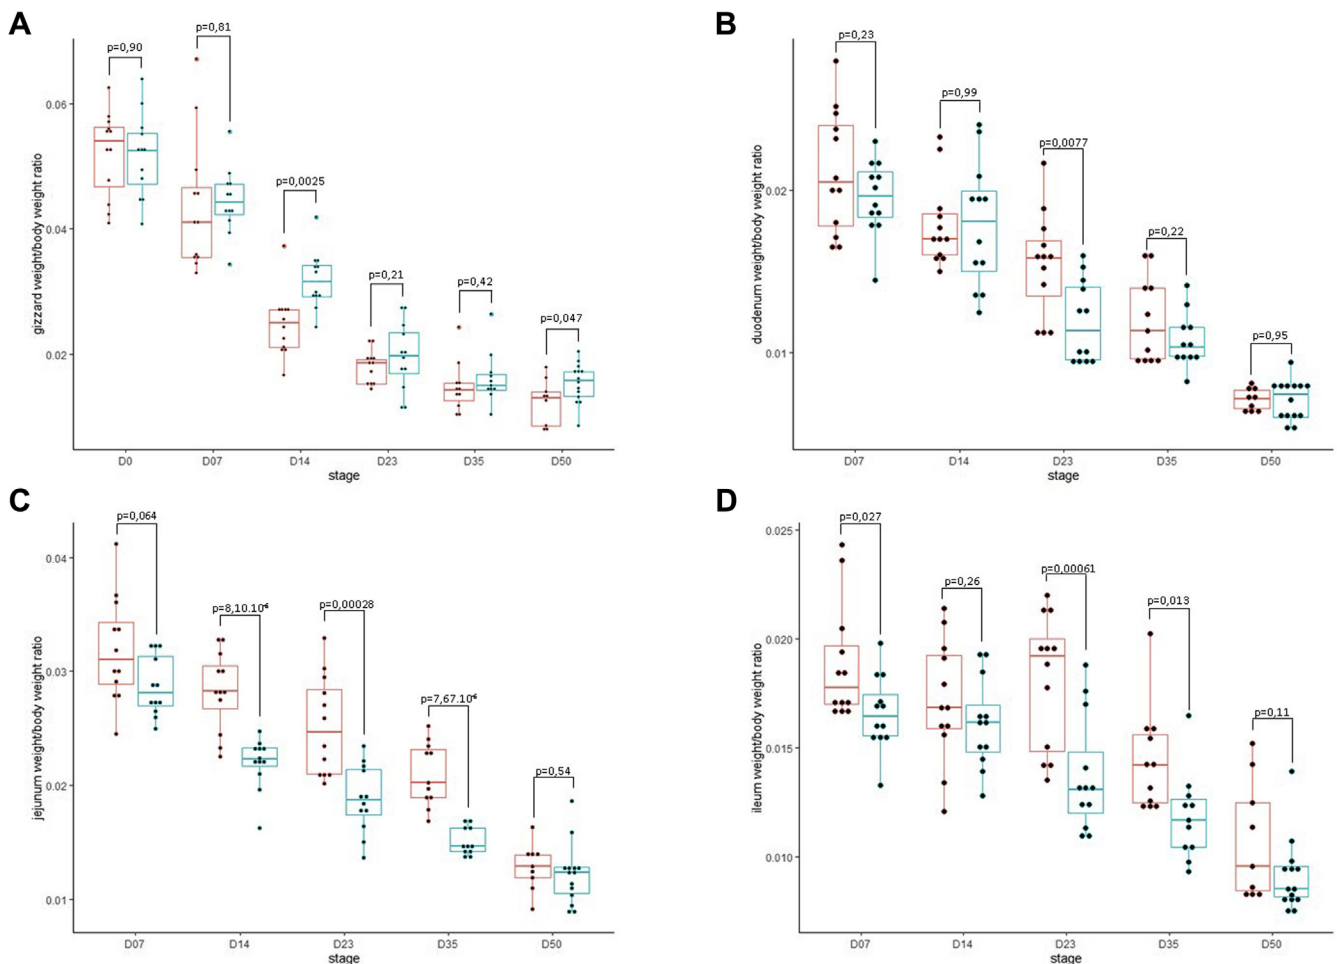 A
p=0,90
p=0,81
p=0,0025
p=0,21
p=0,42
p=0,047
gizzard weight/body weight ratio
0.06
0.04
0.02
D0 D07 D14 D23 D35 D50
stage
B
p=0,23
p=0,99
p=0,0077
p=0,22
p=0,95
duodenum weight/body weight ratio
0.02
0.01
D07 D14 D23 D35 D50
stage
C
p=0,064
p=8,10.10⁻⁶
p=0,00028
p=7,67.10⁻⁶
p=0,54
jejunum weight/body weight ratio
0.04
0.03
0.02
0.01
D07 D14 D23 D35 D50
stage
D
p=0,027
p=0,26
p=0,00061
p=0,013
p=0,11
ileum weight/body weight ratio
0.025
0.020
0.015
0.010
D07 D14 D23 D35 D50
stage